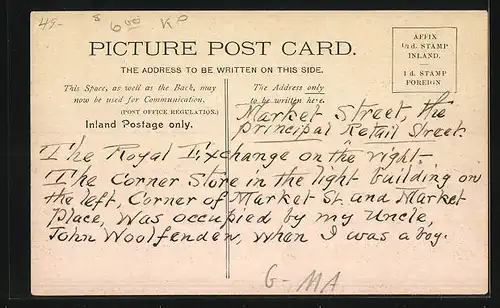 49-
6
KP
PICTURE POST CARD.
THE ADDRESS TO BE WRITTEN ON THIS SIDE.
AFFIX
½d. STAMP
INLAND.
—
1 d. STAMP
FOREIGN
This Space, as well as the Back, may
now be used for Communication.
(POST OFFICE REGULATION.)
Inland Postage only.
The Address only
to be written here.
Market Street, the
principal Retail Street.
The Royal Exchange on the right—
The Corner Store in the light building on
the left, Corner of Market St. and Market
Place, was occupied by my Uncle,
John Woolfenden, when I was a boy.
G - MA